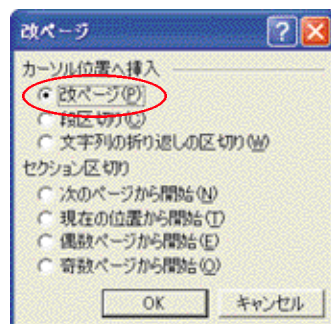 改ページ
カーソル位置へ挿入
改ページ(P)
段区切り(C)
文字列の折り返しの区切り(W)
セクション区切り
次のページから開始(N)
現在の位置から開始(T)
偶数ページから開始(E)
奇数ページから開始(O)
OK キャンセル